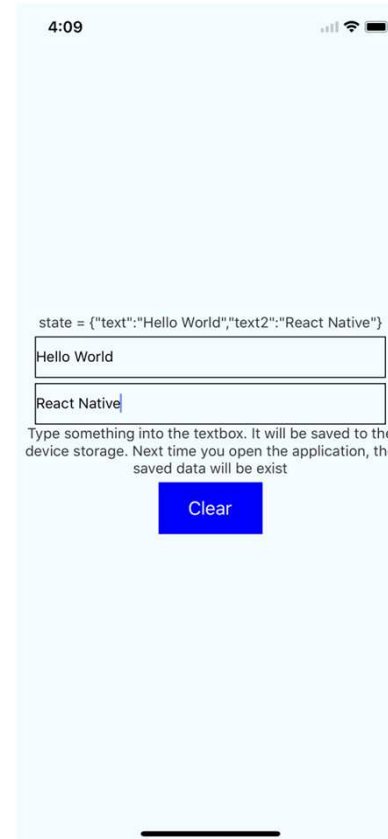 4:09
state = {"text":"Hello World","text2":"React Native"}
Hello World
React Native
Type something into the textbox. It will be saved to the
device storage. Next time you open the application, th
saved data will be exist
Clear